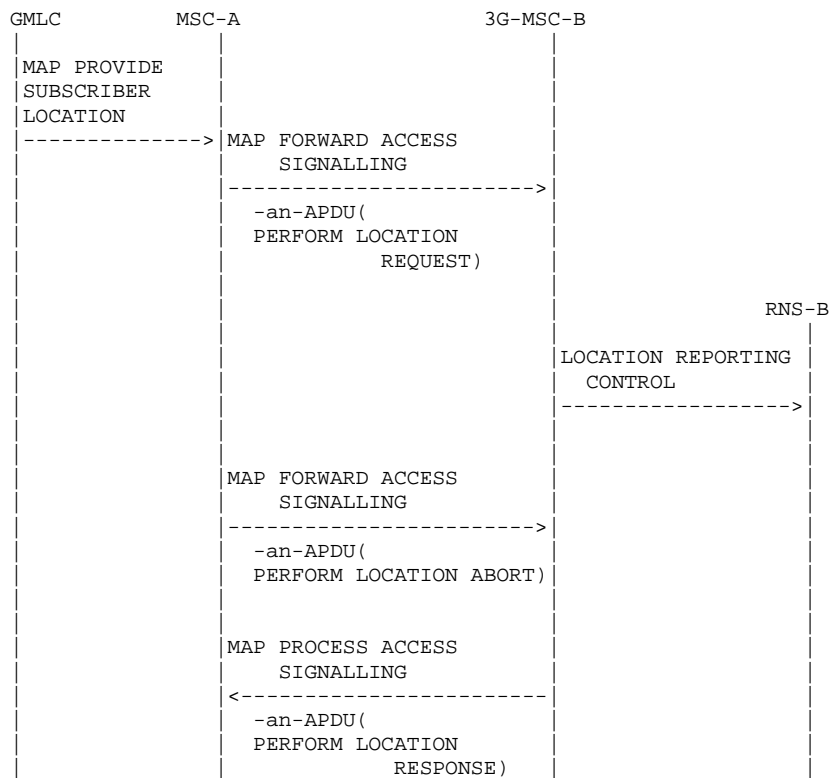 GMLC MSC-A 3G-MSC-B
MAP PROVIDE
SUBSCRIBER
LOCATION
MAP FORWARD ACCESS
SIGNALLING
-an-APDU(
PERFORM LOCATION
REQUEST)
RNS-B
LOCATION REPORTING
CONTROL
MAP FORWARD ACCESS
SIGNALLING
-an-APDU(
PERFORM LOCATION ABORT)
MAP PROCESS ACCESS
SIGNALLING
-an-APDU(
PERFORM LOCATION
RESPONSE)